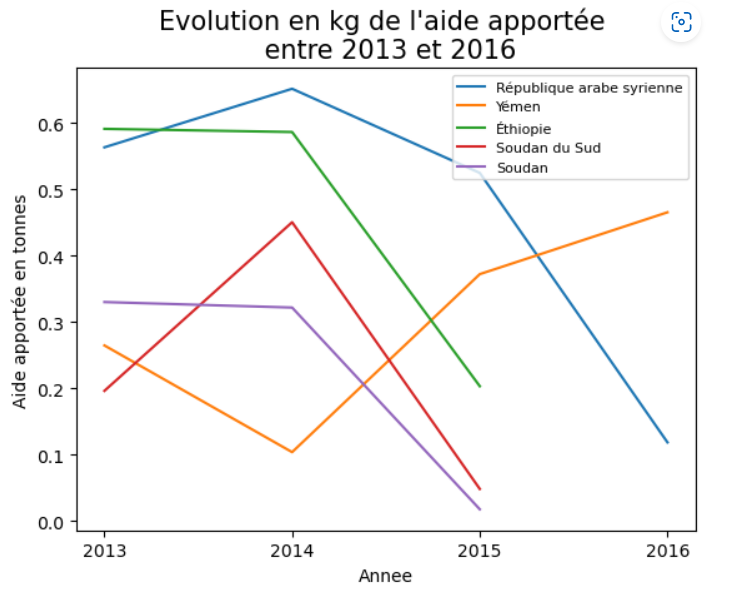 Evolution en kg de l'aide apportée
entre 2013 et 2016
République arabe syrienne
Yémen
Éthiopie
Soudan du Sud
Soudan
Aide apportée en tonnes
0.6
0.5
0.4
0.3
0.2
0.1
0.0
2013 2014 2015 2016
Annee